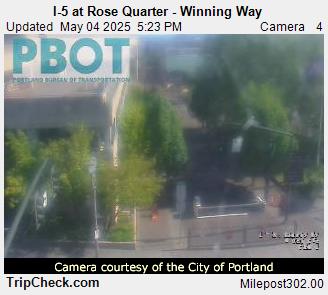 I-5 at Rose Quarter - Winning Way
Updated May 04 2025 5:23 PM Camera 4
PBOT
PORTLAND BUREAU OF TRANSPORTATION
Camera courtesy of the City of Portland
TripCheck.com Milepost302.00